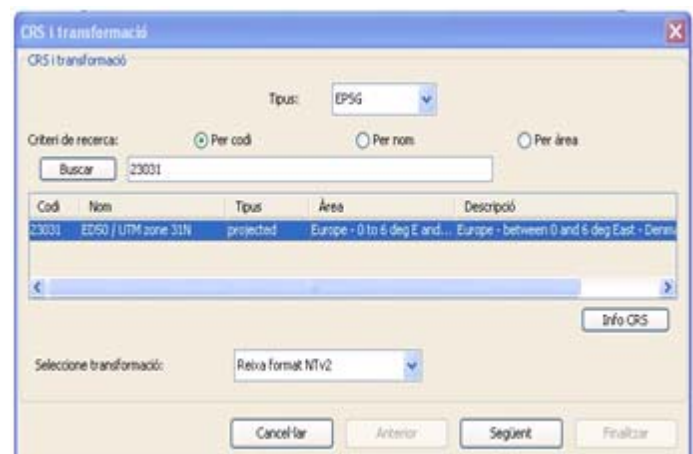 CRS i transformació
CRS i transformació
Tipus: EPSG
Criteri de recerca: Per codi Per nom Per àrea
Buscar 23031
Codi Nom Tipus Àrea Descripció
23031 ED50 / UTM zone 31N projected Europe - 0 to 6 deg E and... Europe - between 0 and 6 deg East - Denma
Info CRS
Seleccione transformació: Reixa format NTv2
Cancel·lar Anterior Següent Finalitzar